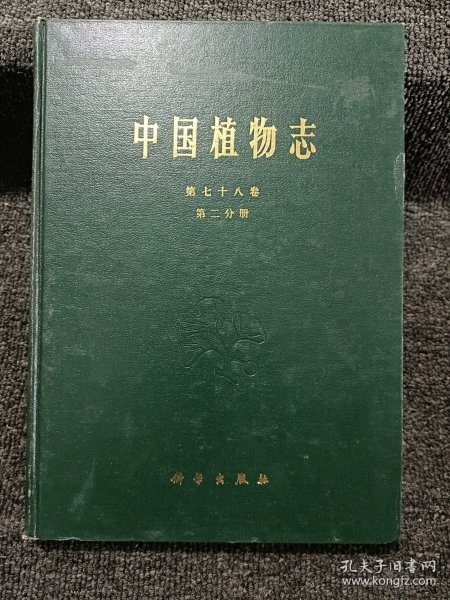 中国植物志
第七十八卷
第二分册
科学出版社
孔夫子旧书网
www.kongfz.com